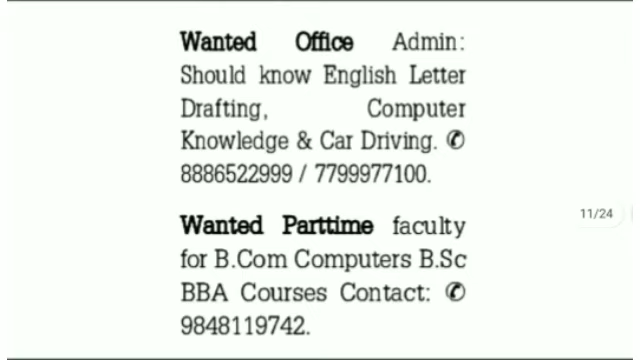 Wanted Office Admin:
Should know English Letter
Drafting, Computer
Knowledge & Car Driving. ✆
8886522999 / 7799977100.
Wanted Parttime faculty
for B.Com Computers B.Sc
BBA Courses Contact: ✆
9848119742.
11/24